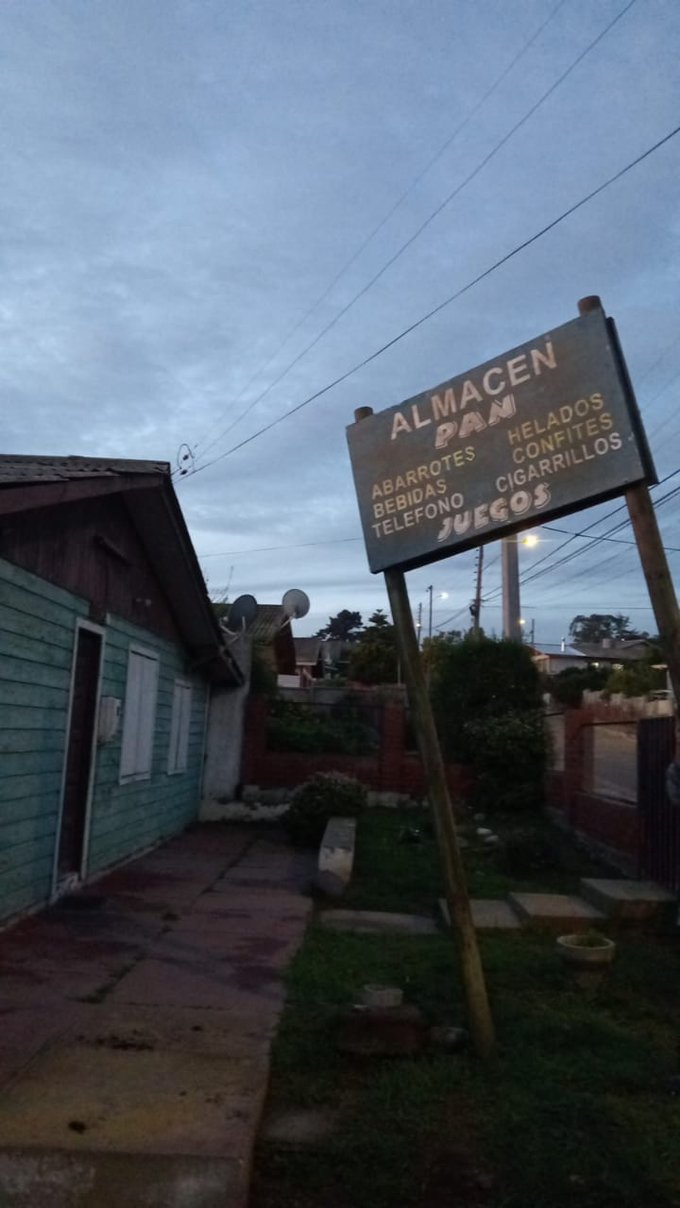 ALMACEN
PAN
ABARROTES HELADOS
BEBIDAS CONFITES
TELEFONO CIGARRILLOS
JUEGOS